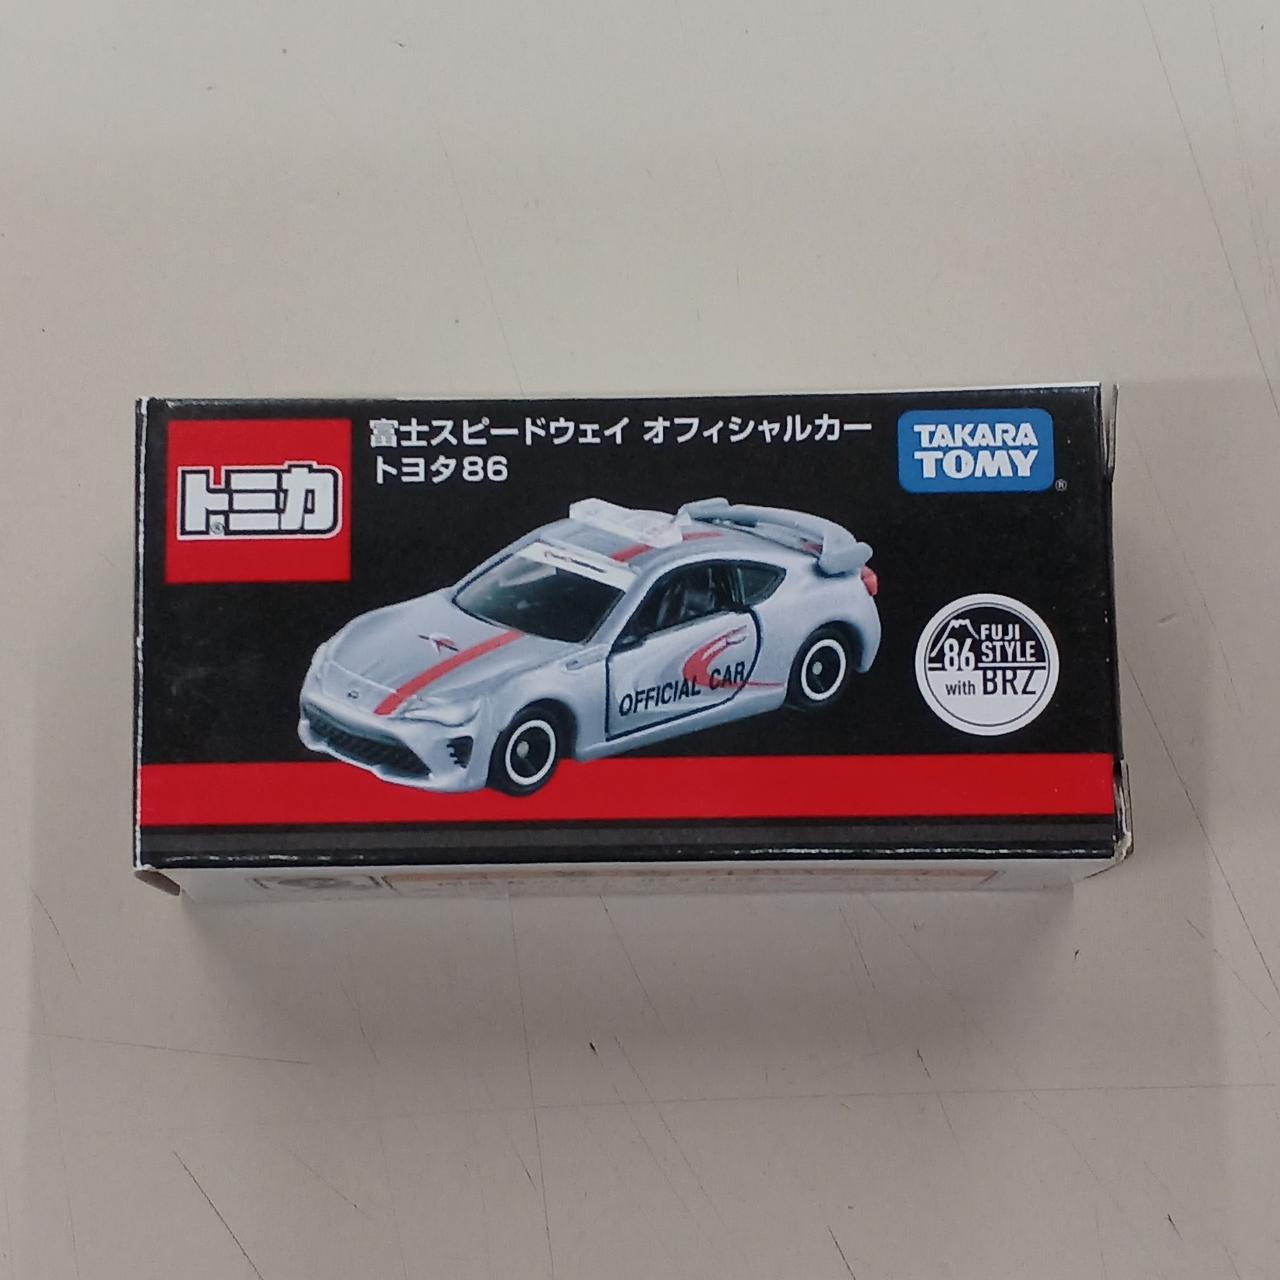 富士スピードウェイ オフィシャルカー
トヨタ86
トミカ
®
TAKARA
TOMY
®
OFFICIAL CAR
86 FUJI
STYLE
with BRZ